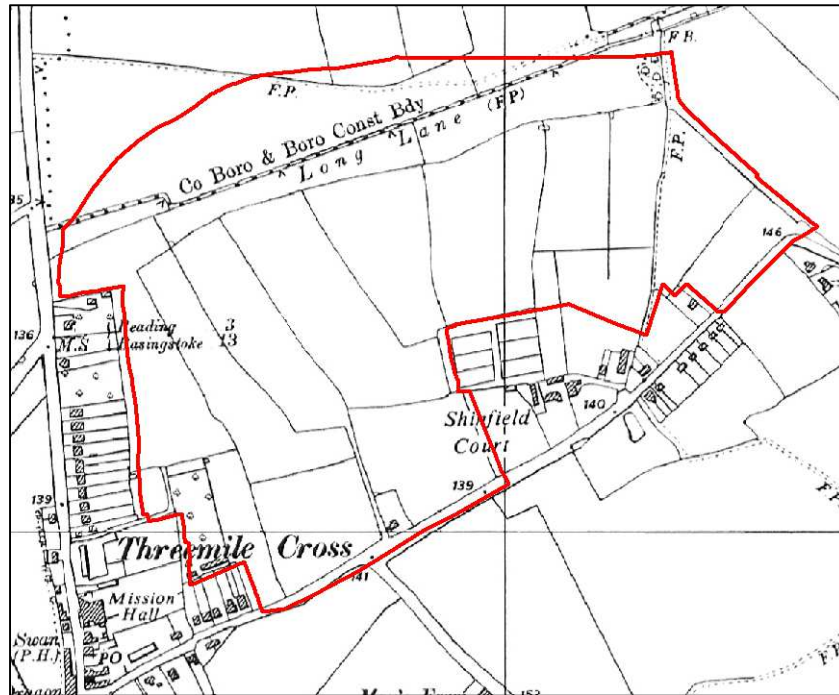 F.B.
F.P.
(F.P)
Co Boro & Boro Const Bdy
Long Lane
F.P.
146
136
Reading 3
M.S Basingstoke 13
140
Shinfield
Court
139
139
Threemile Cross
141
Mission
Hall
Swan
(P.H.)
PO